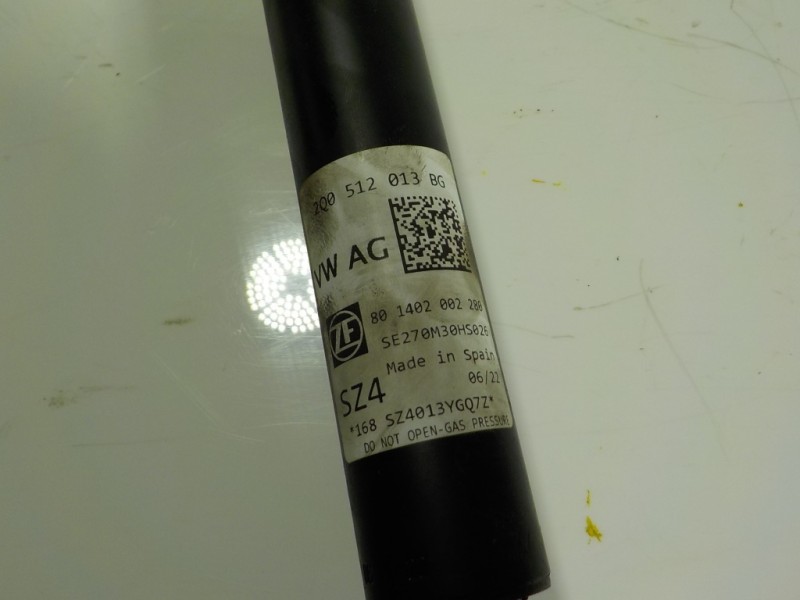 2Q0 512 013 BG
VW AG
ZF
80 1402 002 200
SE270M30HS026
Made in Spain
06/22
SZ4
*168 SZ4013YGQ7Z*
DO NOT OPEN-GAS PRESSURE